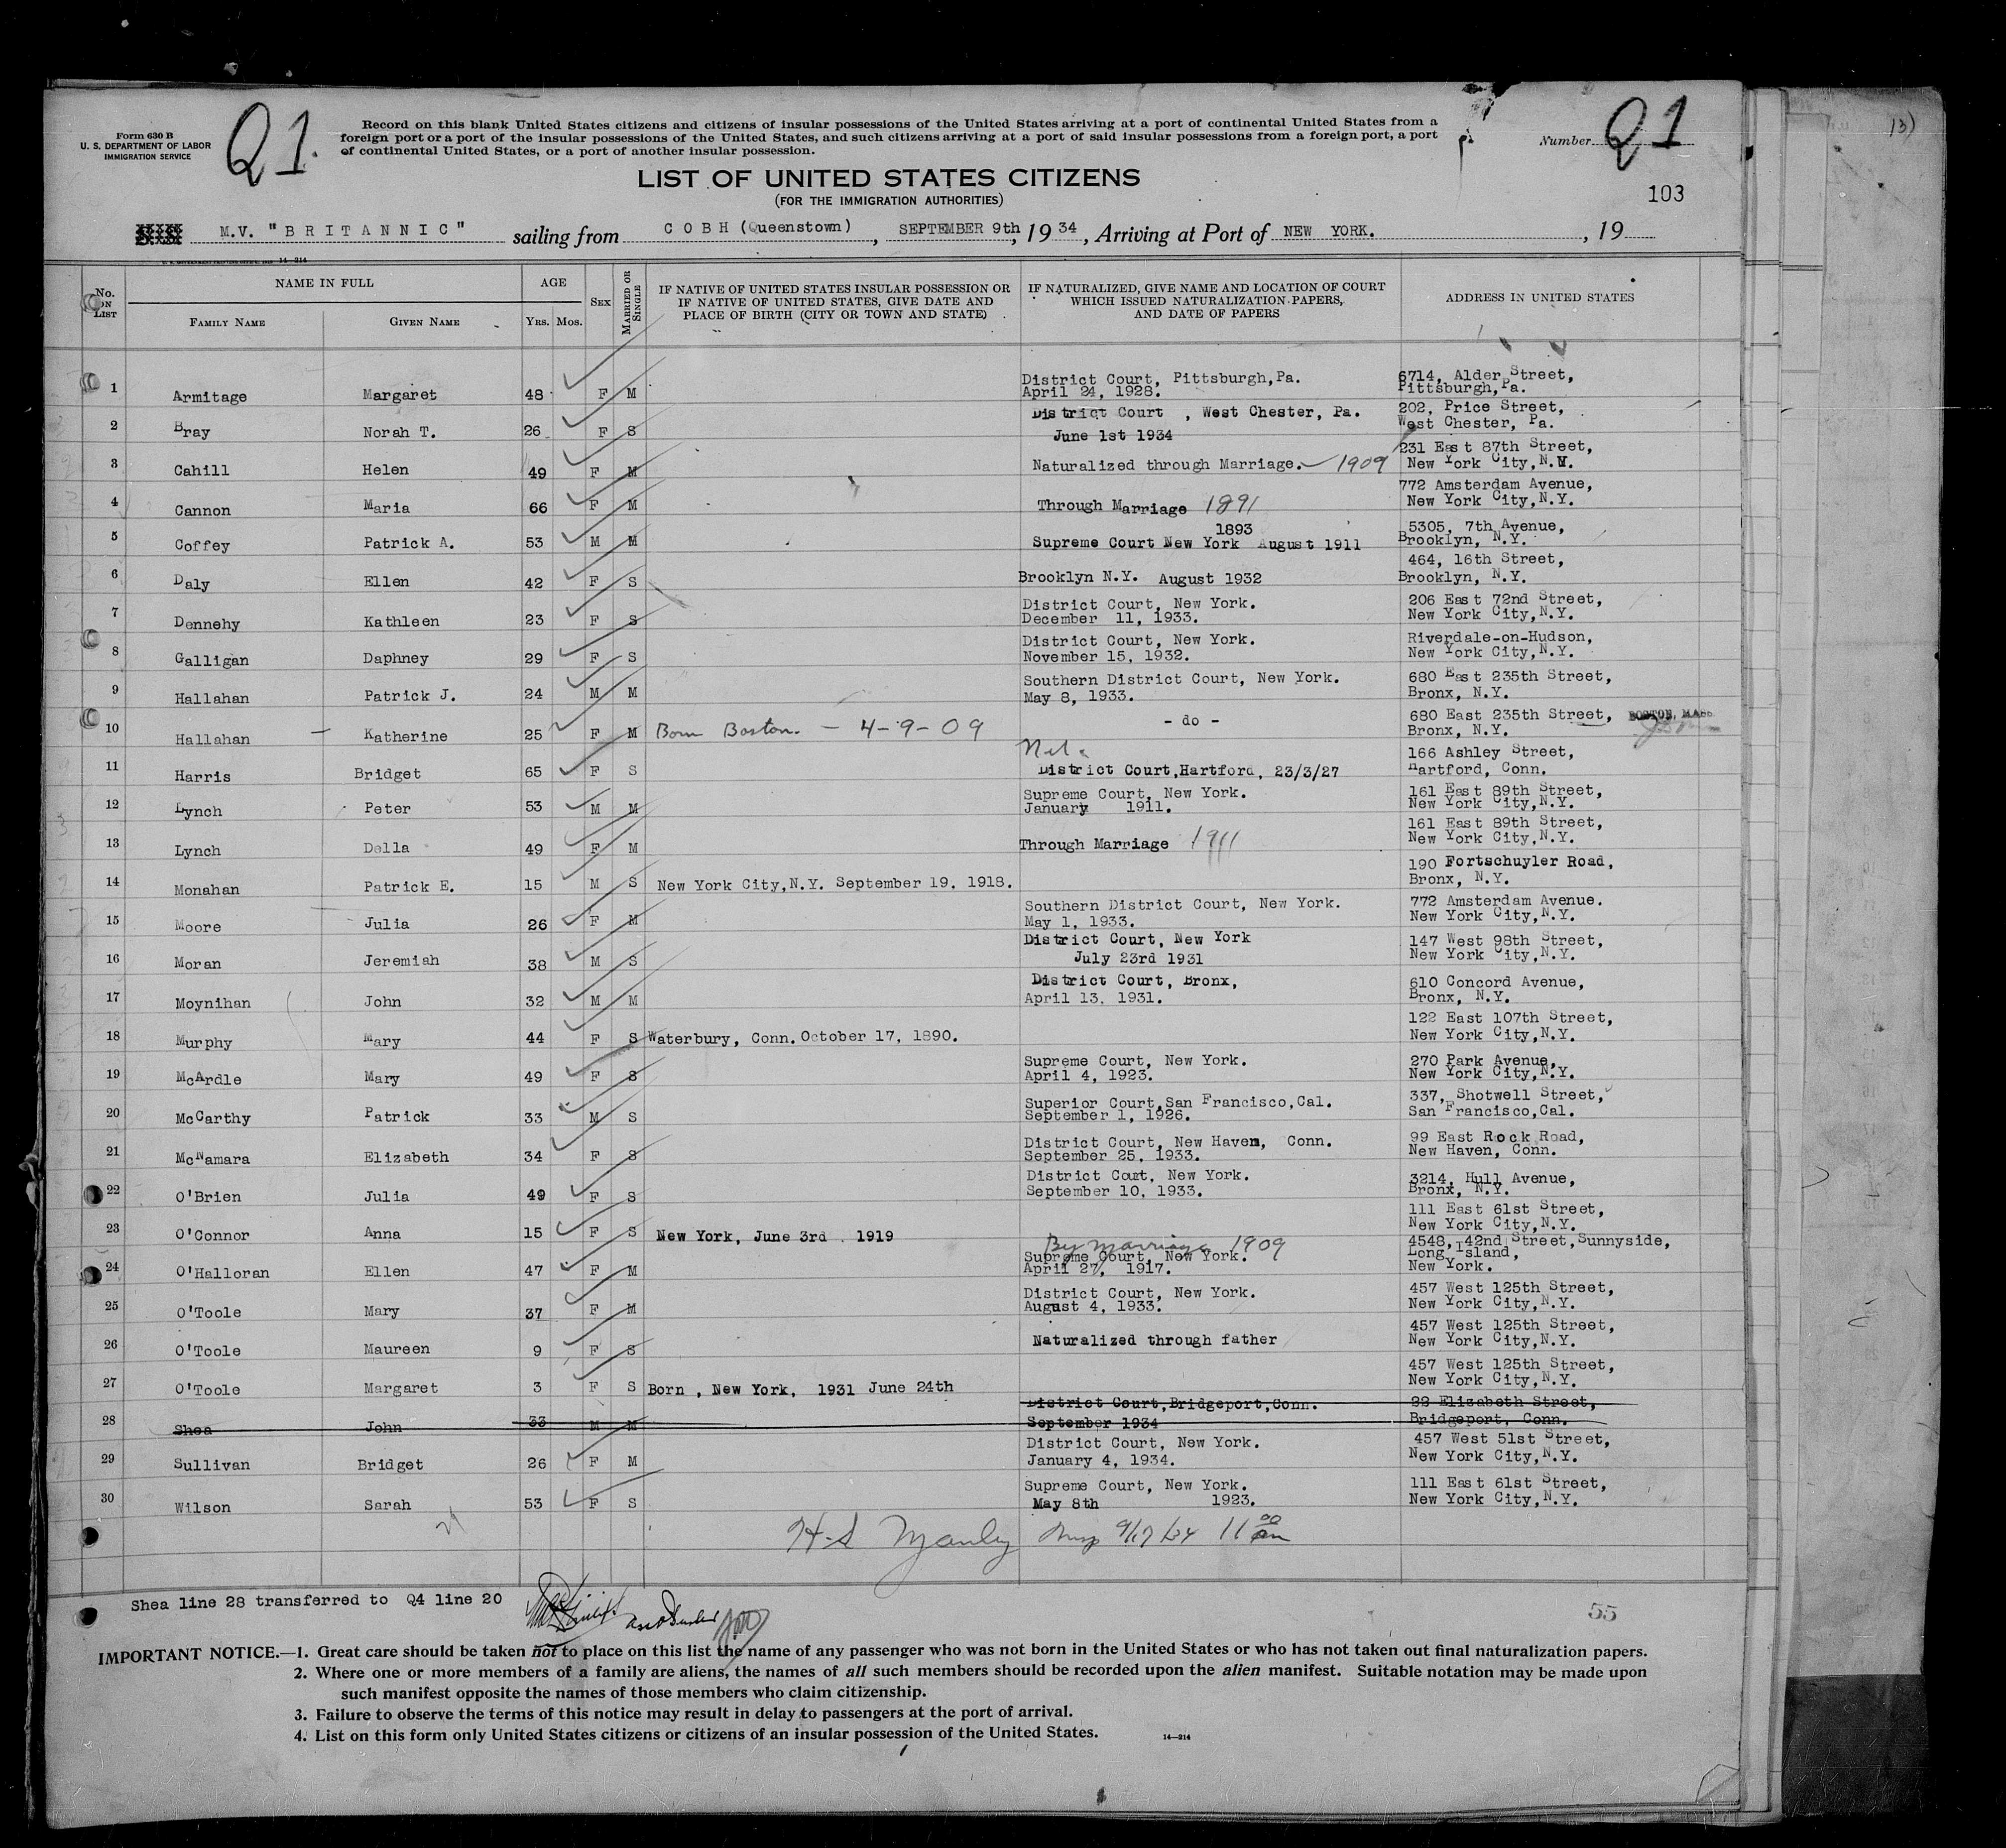 Form 630 B
U. S. DEPARTMENT OF LABOR
IMMIGRATION SERVICE
Q1.
Record on this blank United States citizens and citizens of insular possessions of the United States arriving at a port of continental United States from a
foreign port or a port of the insular possessions of the United States, and such citizens arriving at a port of said insular possessions from a foreign port, a port
of continental United States, or a port of another insular possession.
Number Q1
LIST OF UNITED STATES CITIZENS
(FOR THE IMMIGRATION AUTHORITIES)
103
M.V. "BRITANNIC" sailing from COBH (Queenstown), SEPTEMBER 9th, 1934, Arriving at Port of NEW YORK., 19
No. ON LIST
NAME IN FULL
FAMILY NAME GIVEN NAME
AGE
YRS. MOS.
SEX
MARRIED OR SINGLE
IF NATIVE OF UNITED STATES INSULAR POSSESSION OR
IF NATIVE OF UNITED STATES, GIVE DATE AND
PLACE OF BIRTH (CITY OR TOWN AND STATE)
IF NATURALIZED, GIVE NAME AND LOCATION OF COURT
WHICH ISSUED NATURALIZATION PAPERS,
AND DATE OF PAPERS
ADDRESS IN UNITED STATES
1 Armitage Margaret 48 F M District Court, Pittsburgh,Pa. 6714, Alder Street,
April 24, 1928. Pittsburgh,Pa.
2 Bray Norah T. 26 F S District Court , West Chester, Pa. 202, Price Street,
June 1st 1934 West Chester, Pa.
3 Cahill Helen 49 F M Naturalized through Marriage. 1909 231 East 87th Street,
New York City,N.Y.
4 Cannon Maria 66 F M Through Marriage 1891 772 Amsterdam Avenue,
New York City,N.Y.
5 Coffey Patrick A. 53 M M 1893 5305, 7th Avenue,
Supreme Court New York August 1911 Brooklyn, N.Y.
6 Daly Ellen 42 F S Brooklyn N.Y. August 1932 464, 16th Street,
Brooklyn, N.Y.
7 Dennehy Kathleen 23 F S District Court, New York. 206 East 72nd Street,
December 11, 1933. New York City,N.Y.
8 Galligan Daphney 29 F S District Court, New York. Riverdale-on-Hudson,
November 15, 1932. New York City,N.Y.
9 Hallahan Patrick J. 24 M M Southern District Court, New York. 680 East 235th Street,
May 8, 1933. Bronx, N.Y.
10 Hallahan Katherine 25 F M Born Boston. - 4-9-09 - do - 680 East 235th Street, BOSTON, MASS
Bronx, N.Y.
11 Harris Bridget 65 F S District Court,Hartford, 23/3/27 166 Ashley Street,
Hartford, Conn.
12 Lynch Peter 53 M M Supreme Court, New York. 161 East 89th Street,
January 1911. New York City,N.Y.
13 Lynch Della 49 F M Through Marriage 1911 161 East 89th Street,
New York City,N.Y.
14 Monahan Patrick E. 15 M S New York City,N.Y. September 19, 1918. 190 Fortschuyler Road,
Bronx, N.Y.
15 Moore Julia 26 F M Southern District Court, New York. 772 Amsterdam Avenue.
May 1, 1933. New York City,N.Y.
16 Moran Jeremiah 38 M S District Court, New York 147 West 98th Street,
July 23rd 1931 New York City,N.Y.
17 Moynihan John 32 M M District Court, Bronx, 610 Concord Avenue,
April 13, 1931. Bronx, N.Y.
18 Murphy Mary 44 F S Waterbury, Conn. October 17, 1890. 122 East 107th Street,
New York City,N.Y.
19 McArdle Mary 49 F S Supreme Court, New York. 270 Park Avenue,
April 4, 1923. New York City,N.Y.
20 McCarthy Patrick 33 M S Superior Court,San Francisco,Cal. 337, Shotwell Street,
September 1, 1926. San Francisco,Cal.
21 McNamara Elizabeth 34 F S District Court, New Haven, Conn. 99 East Rock Road,
September 25, 1933. New Haven, Conn.
22 O'Brien Julia 49 F S District Court, New York. 3214, Hull Avenue,
September 10, 1933. Bronx, N.Y.
23 O'Connor Anna 15 F S New York, June 3rd . 1919 111 East 61st Street,
New York City,N.Y.
By Marriage 1909
24 O'Halloran Ellen 47 F M Supreme Court, New York. 4548, 42nd Street,Sunnyside,
April 27, 1917. Long Island,
New York.
25 O'Toole Mary 37 F M District Court, New York. 457 West 125th Street,
August 4, 1933. New York City,N.Y.
26 O'Toole Maureen 9 F S Naturalized through father 457 West 125th Street,
New York City,N.Y.
27 O'Toole Margaret 3 F S Born , New York, 1931 June 24th 457 West 125th Street,
New York City,N.Y.
28 Shea John 33 M M District Court,Bridgeport,Conn. 22 Elizabeth Street,
September 1934 Bridgeport, Conn.
29 Sullivan Bridget 26 F M District Court, New York. 457 West 51st Street,
January 4, 1934. New York City,N.Y.
30 Wilson Sarah 53 F S Supreme Court, New York. 111 East 61st Street,
May 8th 1923. New York City,N.Y.
H S Manley 9/17/34 11 00 am
Shea line 28 transferred to Q4 line 20
55
IMPORTANT NOTICE.—1. Great care should be taken not to place on this list the name of any passenger who was not born in the United States or who has not taken out final naturalization papers.
2. Where one or more members of a family are aliens, the names of all such members should be recorded upon the alien manifest. Suitable notation may be made upon
such manifest opposite the names of those members who claim citizenship.
3. Failure to observe the terms of this notice may result in delay to passengers at the port of arrival.
4. List on this form only United States citizens or citizens of an insular possession of the United States.
14—214